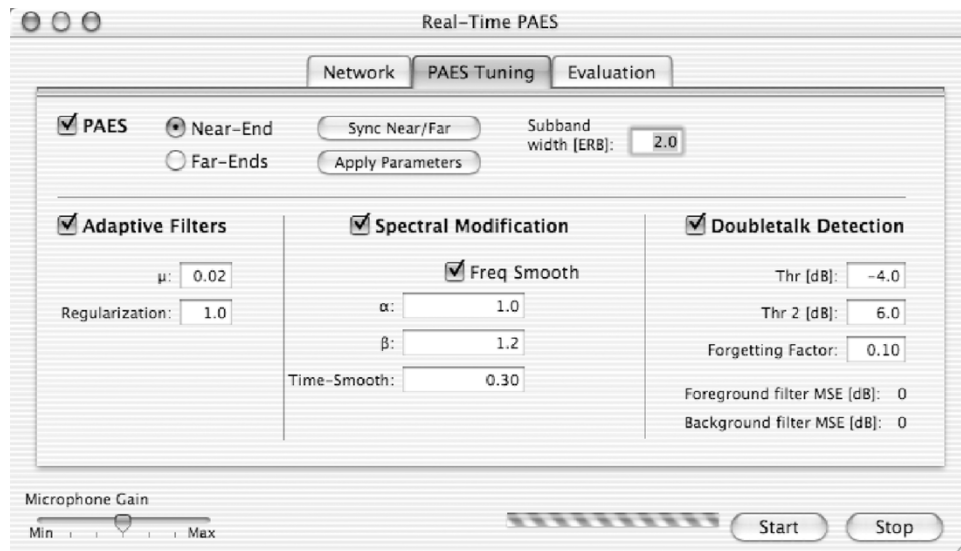 Real-Time PAES
Network PAES Tuning Evaluation
PAES Near-End Sync Near/Far Subband width [ERB]: 2.0
Far-Ends Apply Parameters
Adaptive Filters
μ: 0.02
Regularization: 1.0
Spectral Modification
Freq Smooth
α: 1.0
β: 1.2
Time-Smooth: 0.30
Doubletalk Detection
Thr [dB]: -4.0
Thr 2 [dB]: 6.0
Forgetting Factor: 0.10
Foreground filter MSE [dB]: 0
Background filter MSE [dB]: 0
Microphone Gain
Min Max
Start Stop